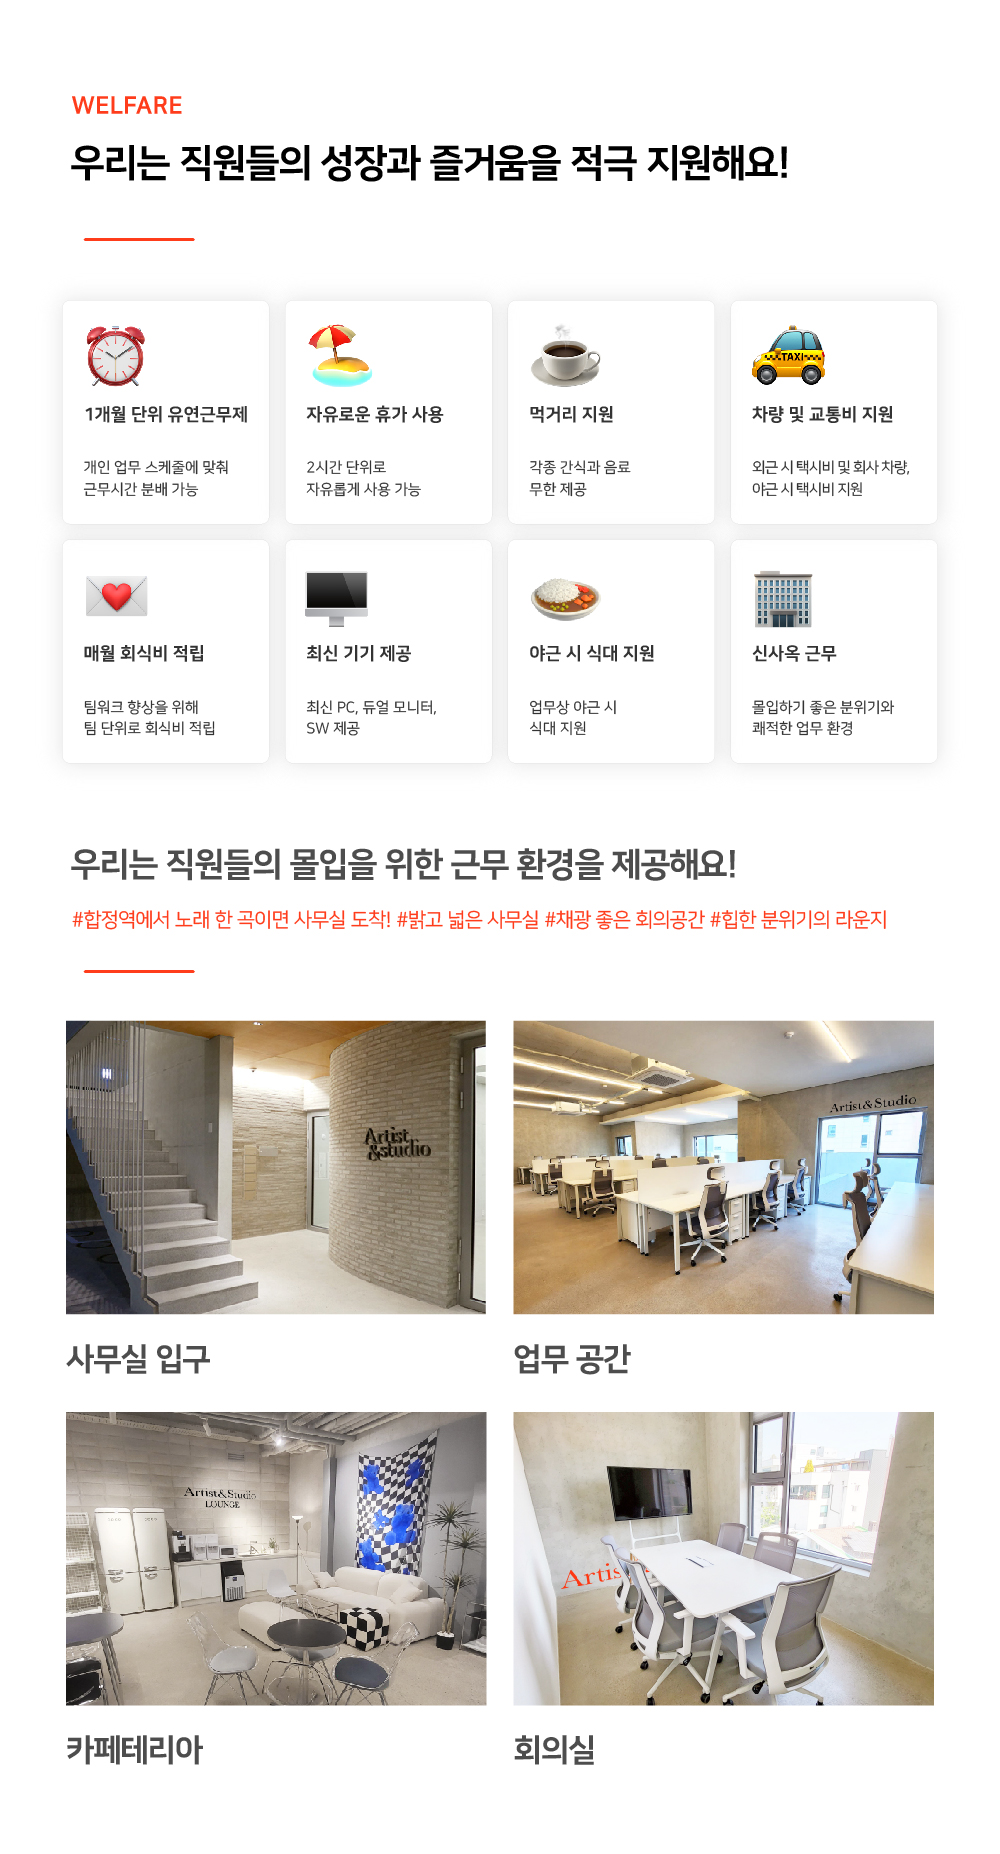 WELFARE
우리는 직원들의 성장과 즐거움을 적극 지원해요!
1개월 단위 유연근무제
개인 업무 스케줄에 맞춰
근무시간 분배 가능
자유로운 휴가 사용
2시간 단위로
자유롭게 사용 가능
먹거리 지원
각종 간식과 음료
무한 제공
TAXI
차량 및 교통비 지원
외근 시 택시비 및 회사 차량,
야근 시 택시비 지원
매월 회식비 적립
팀워크 향상을 위해
팀 단위로 회식비 적립
최신 기기 제공
최신 PC, 듀얼 모니터,
SW 제공
야근 시 식대 지원
업무상 야근 시
식대 지원
신사옥 근무
몰입하기 좋은 분위기와
쾌적한 업무 환경
우리는 직원들의 몰입을 위한 근무 환경을 제공해요!
#합정역에서 노래 한 곡이면 사무실 도착! #밝고 넓은 사무실 #채광 좋은 회의공간 #힙한 분위기의 라운지
Artist
&studio
Artist&Studio
사무실 입구
업무 공간
Artist&Studio
LOUNGE
Artis
카페테리아
회의실